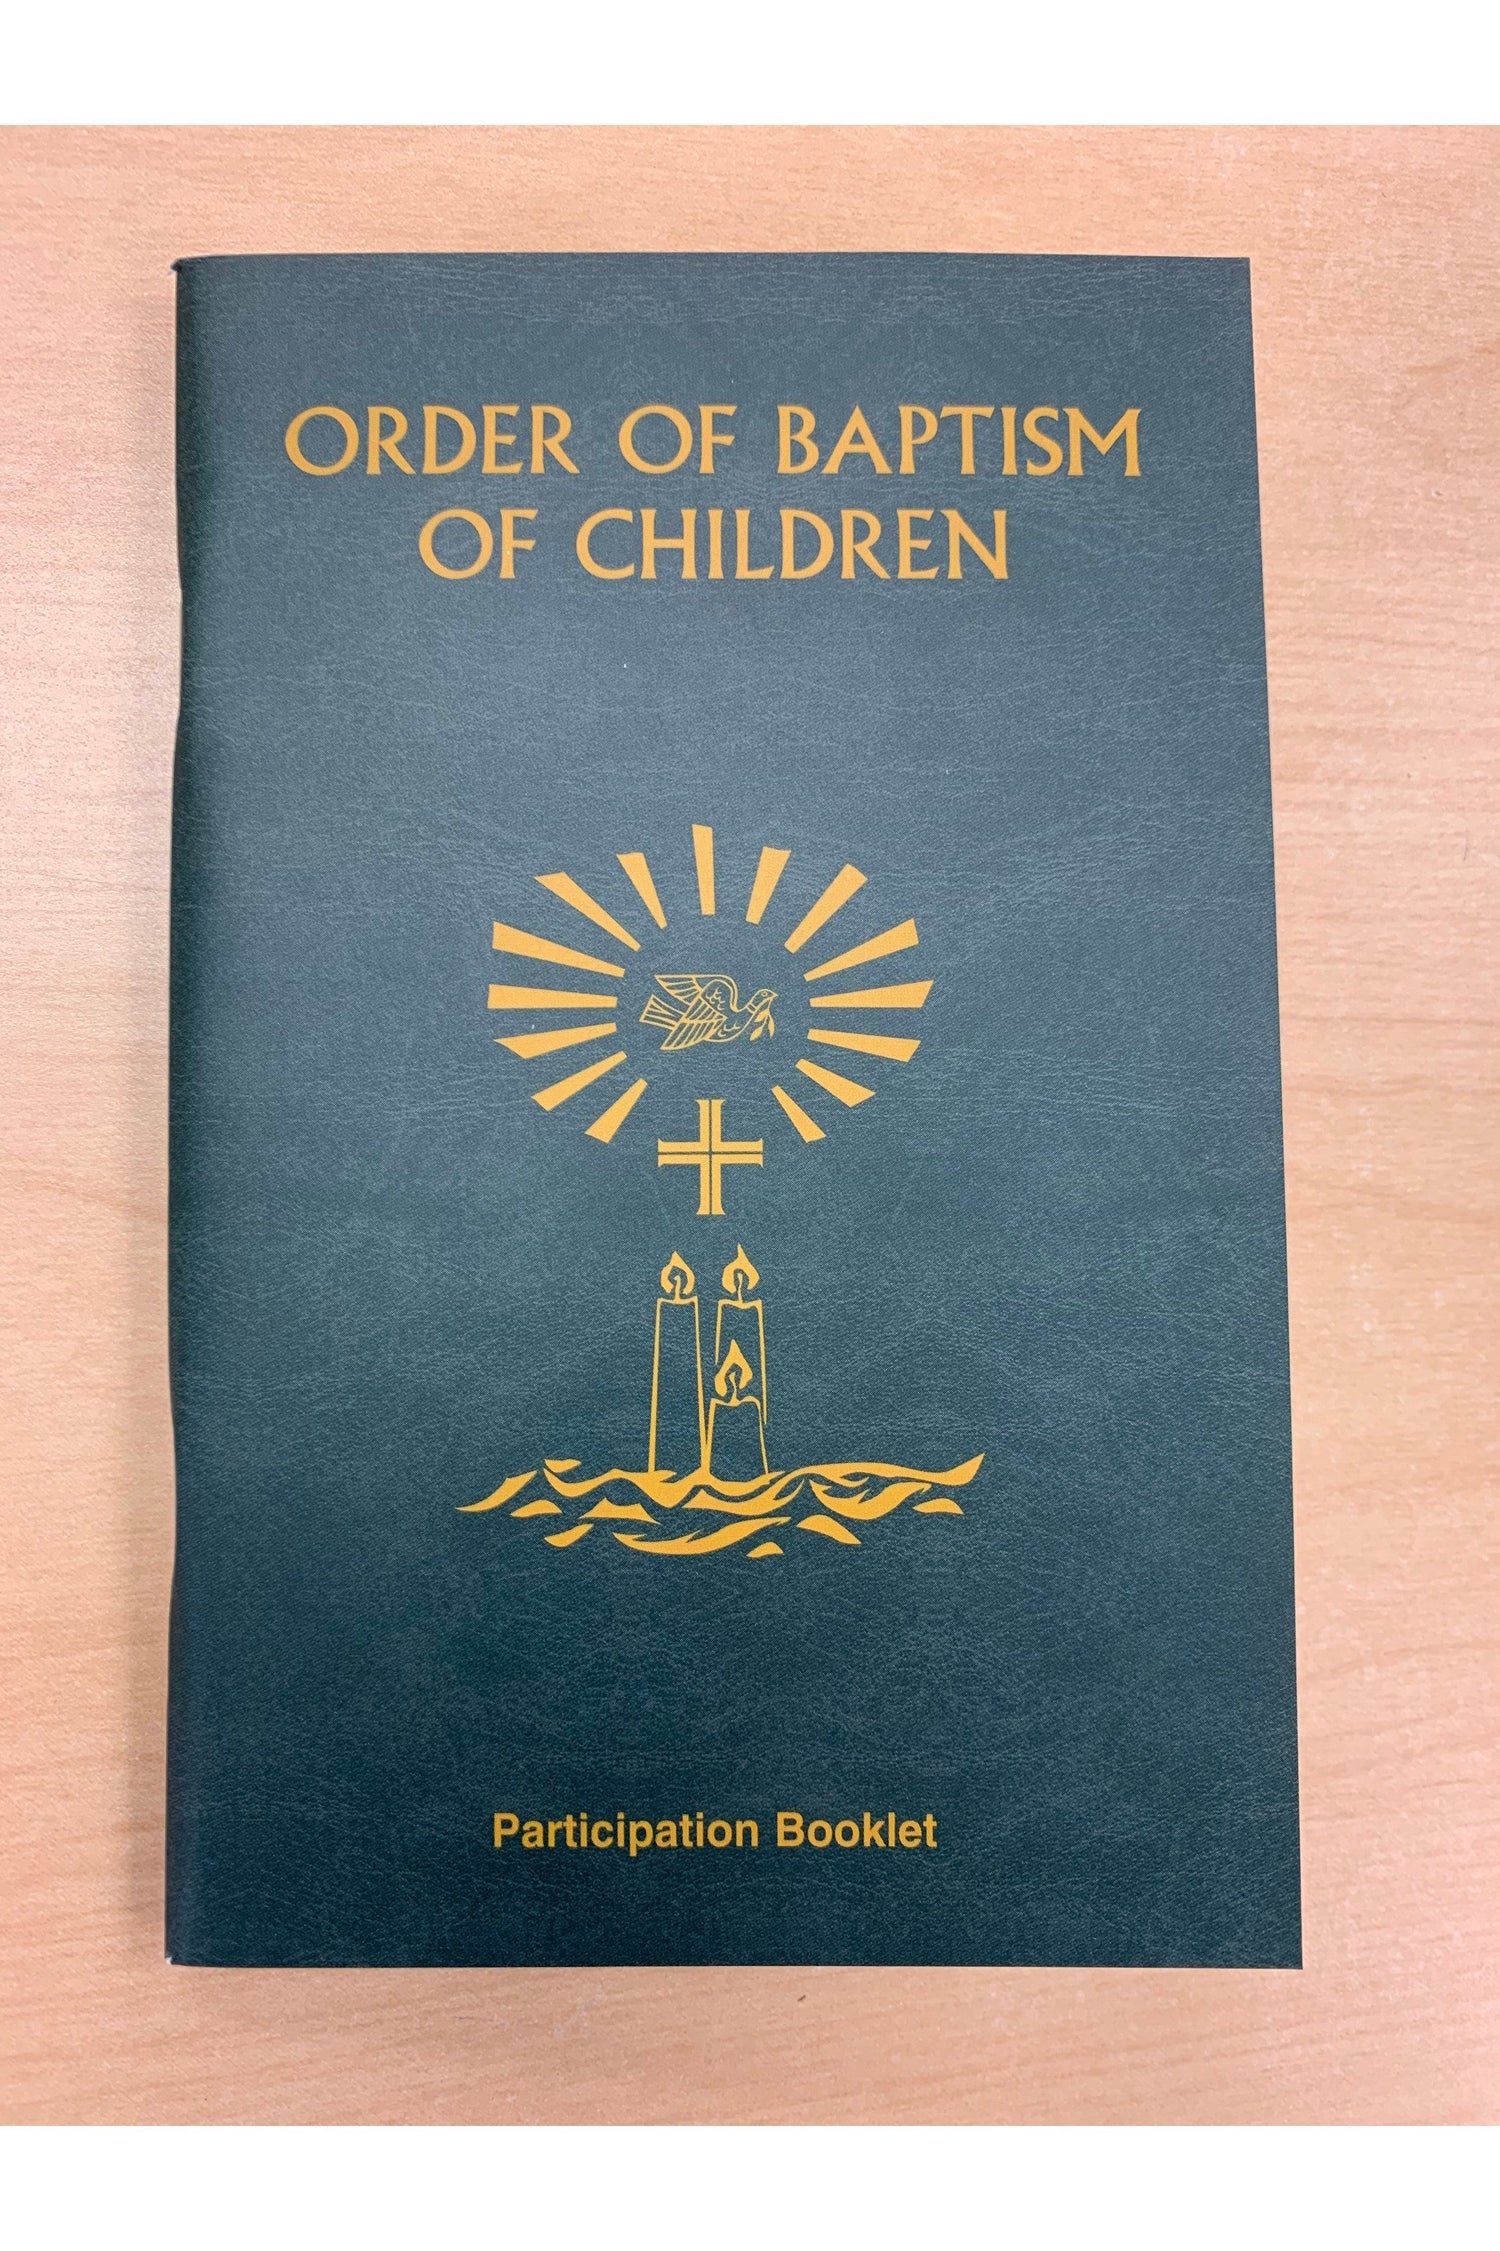 ORDER OF BAPTISM
OF CHILDREN
Participation Booklet